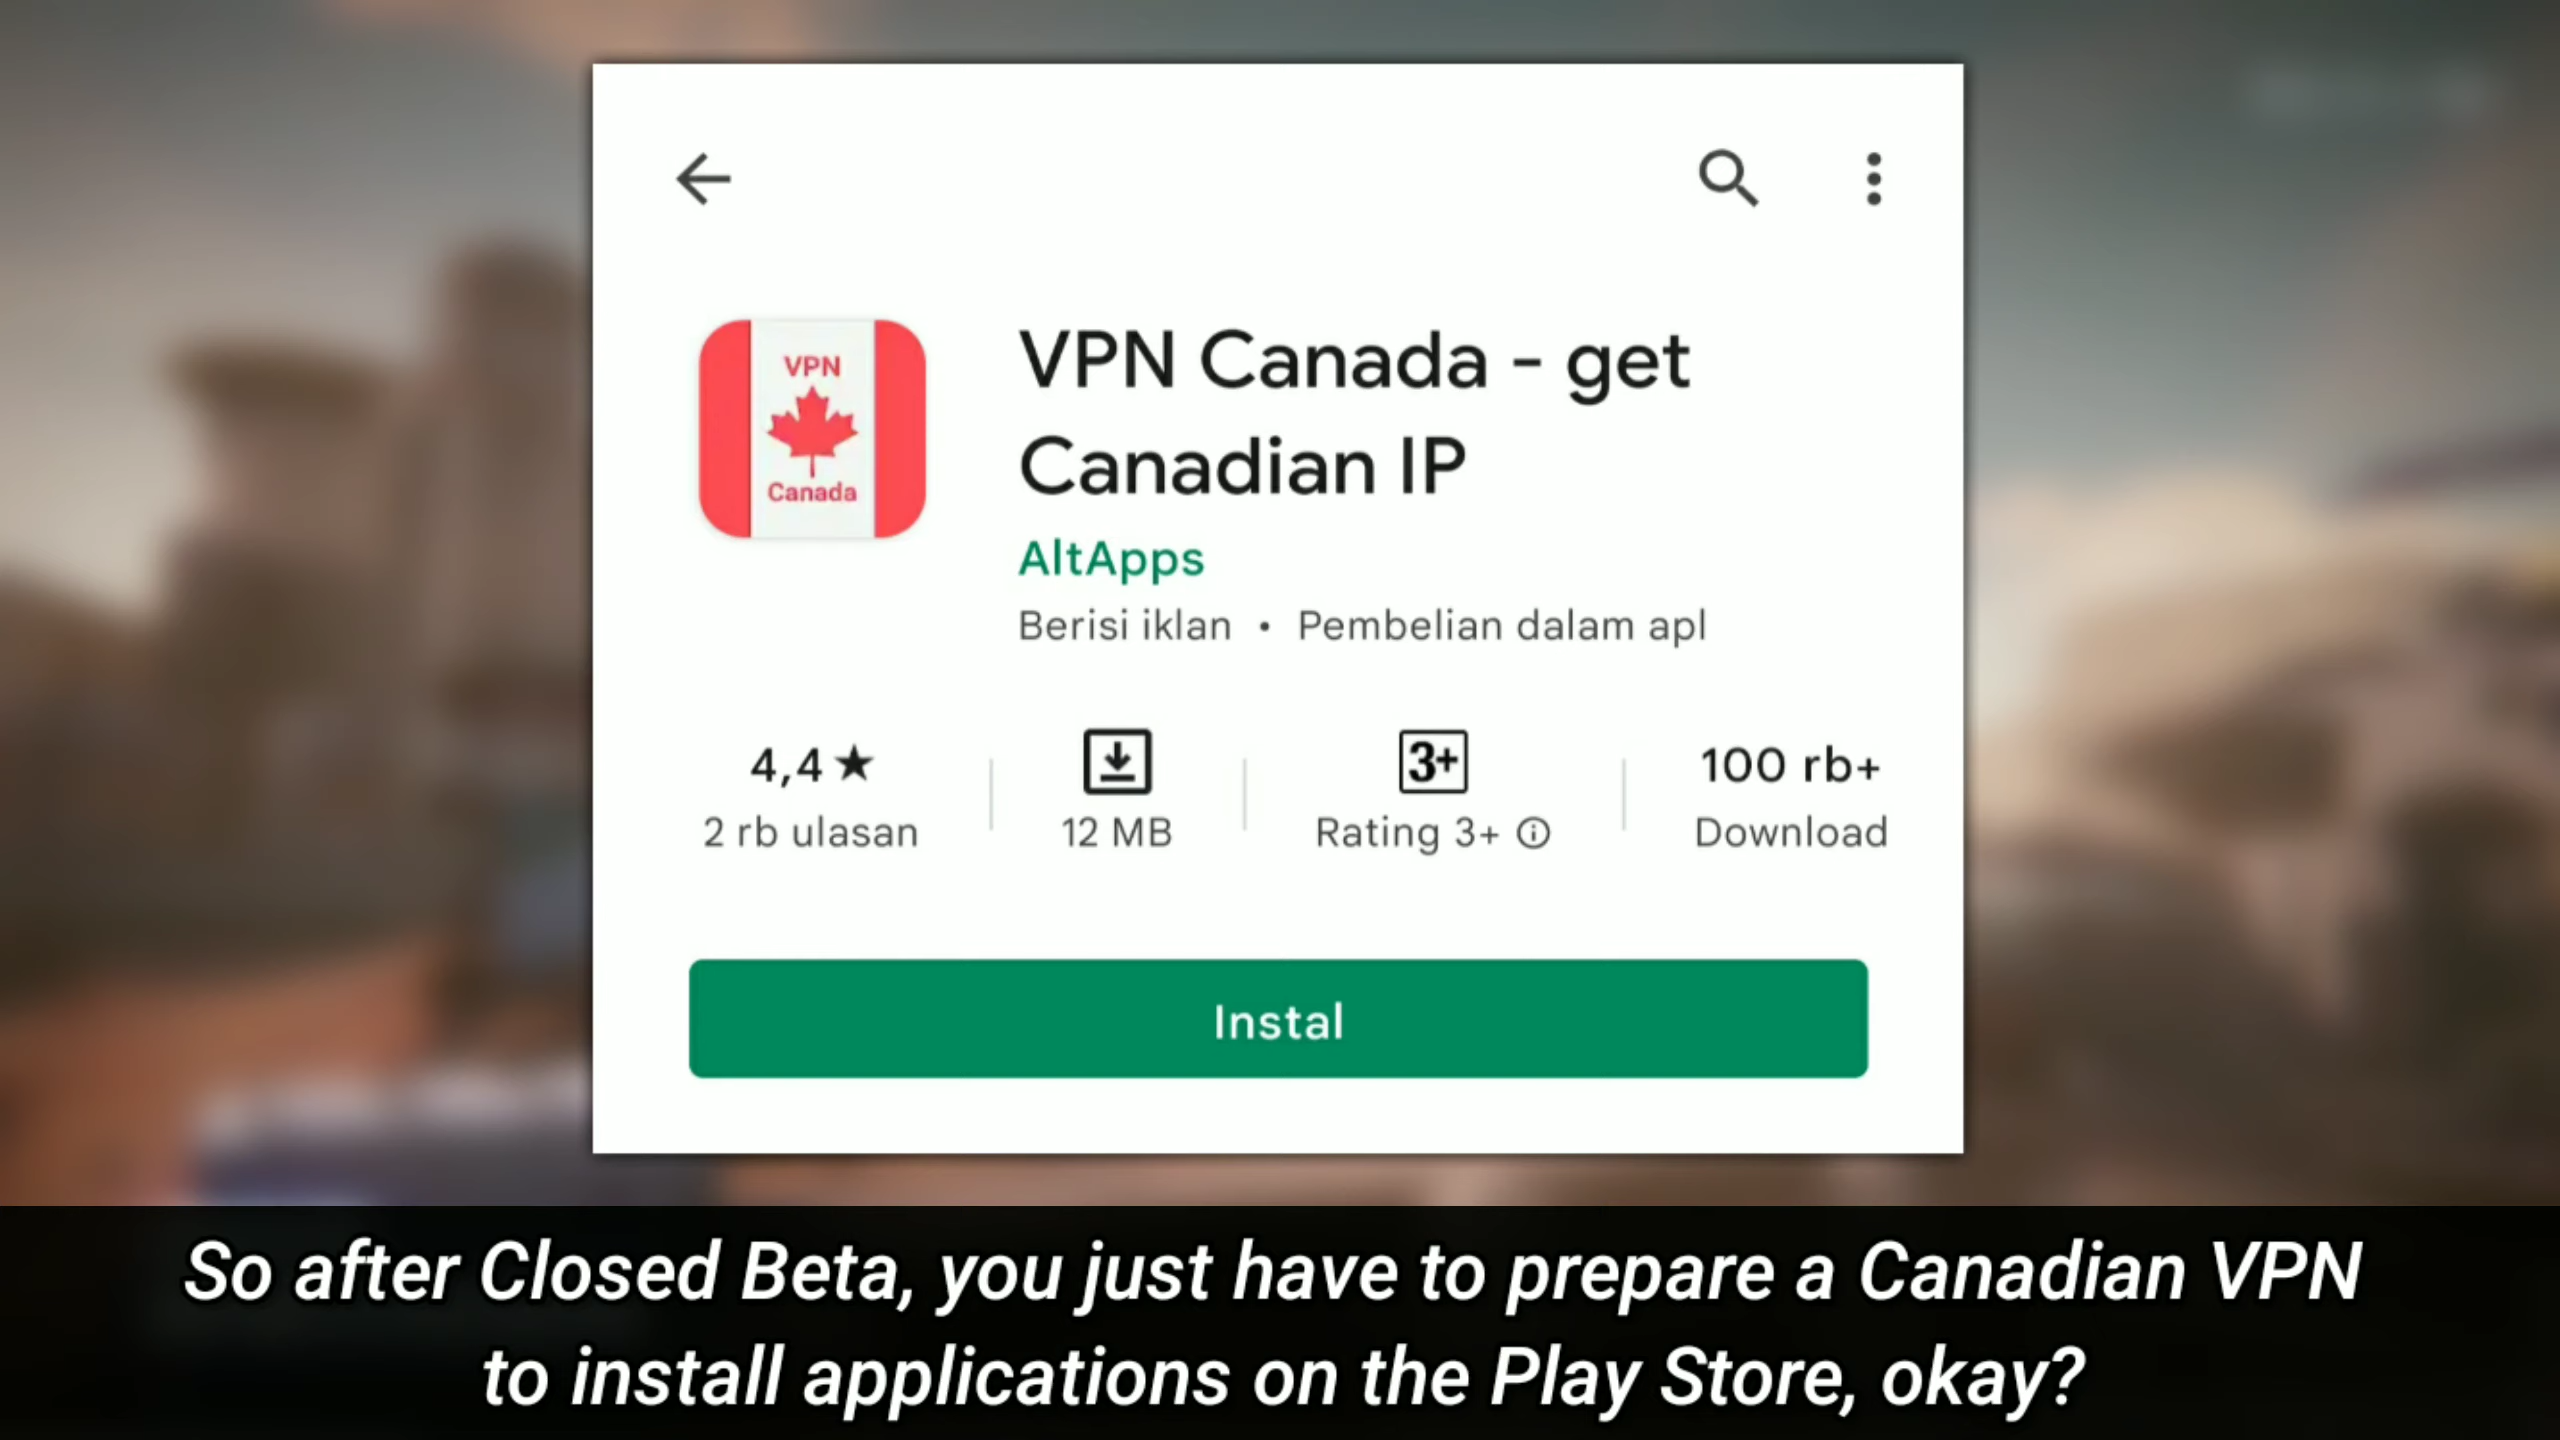 VPN
Canada
VPN Canada - get
Canadian IP
AltApps
Berisi iklan • Pembelian dalam apl
4,4 ★
2 rb ulasan
12 MB
3+
Rating 3+
100 rb+
Download
Instal
So after Closed Beta, you just have to prepare a Canadian VPN
to install applications on the Play Store, okay?